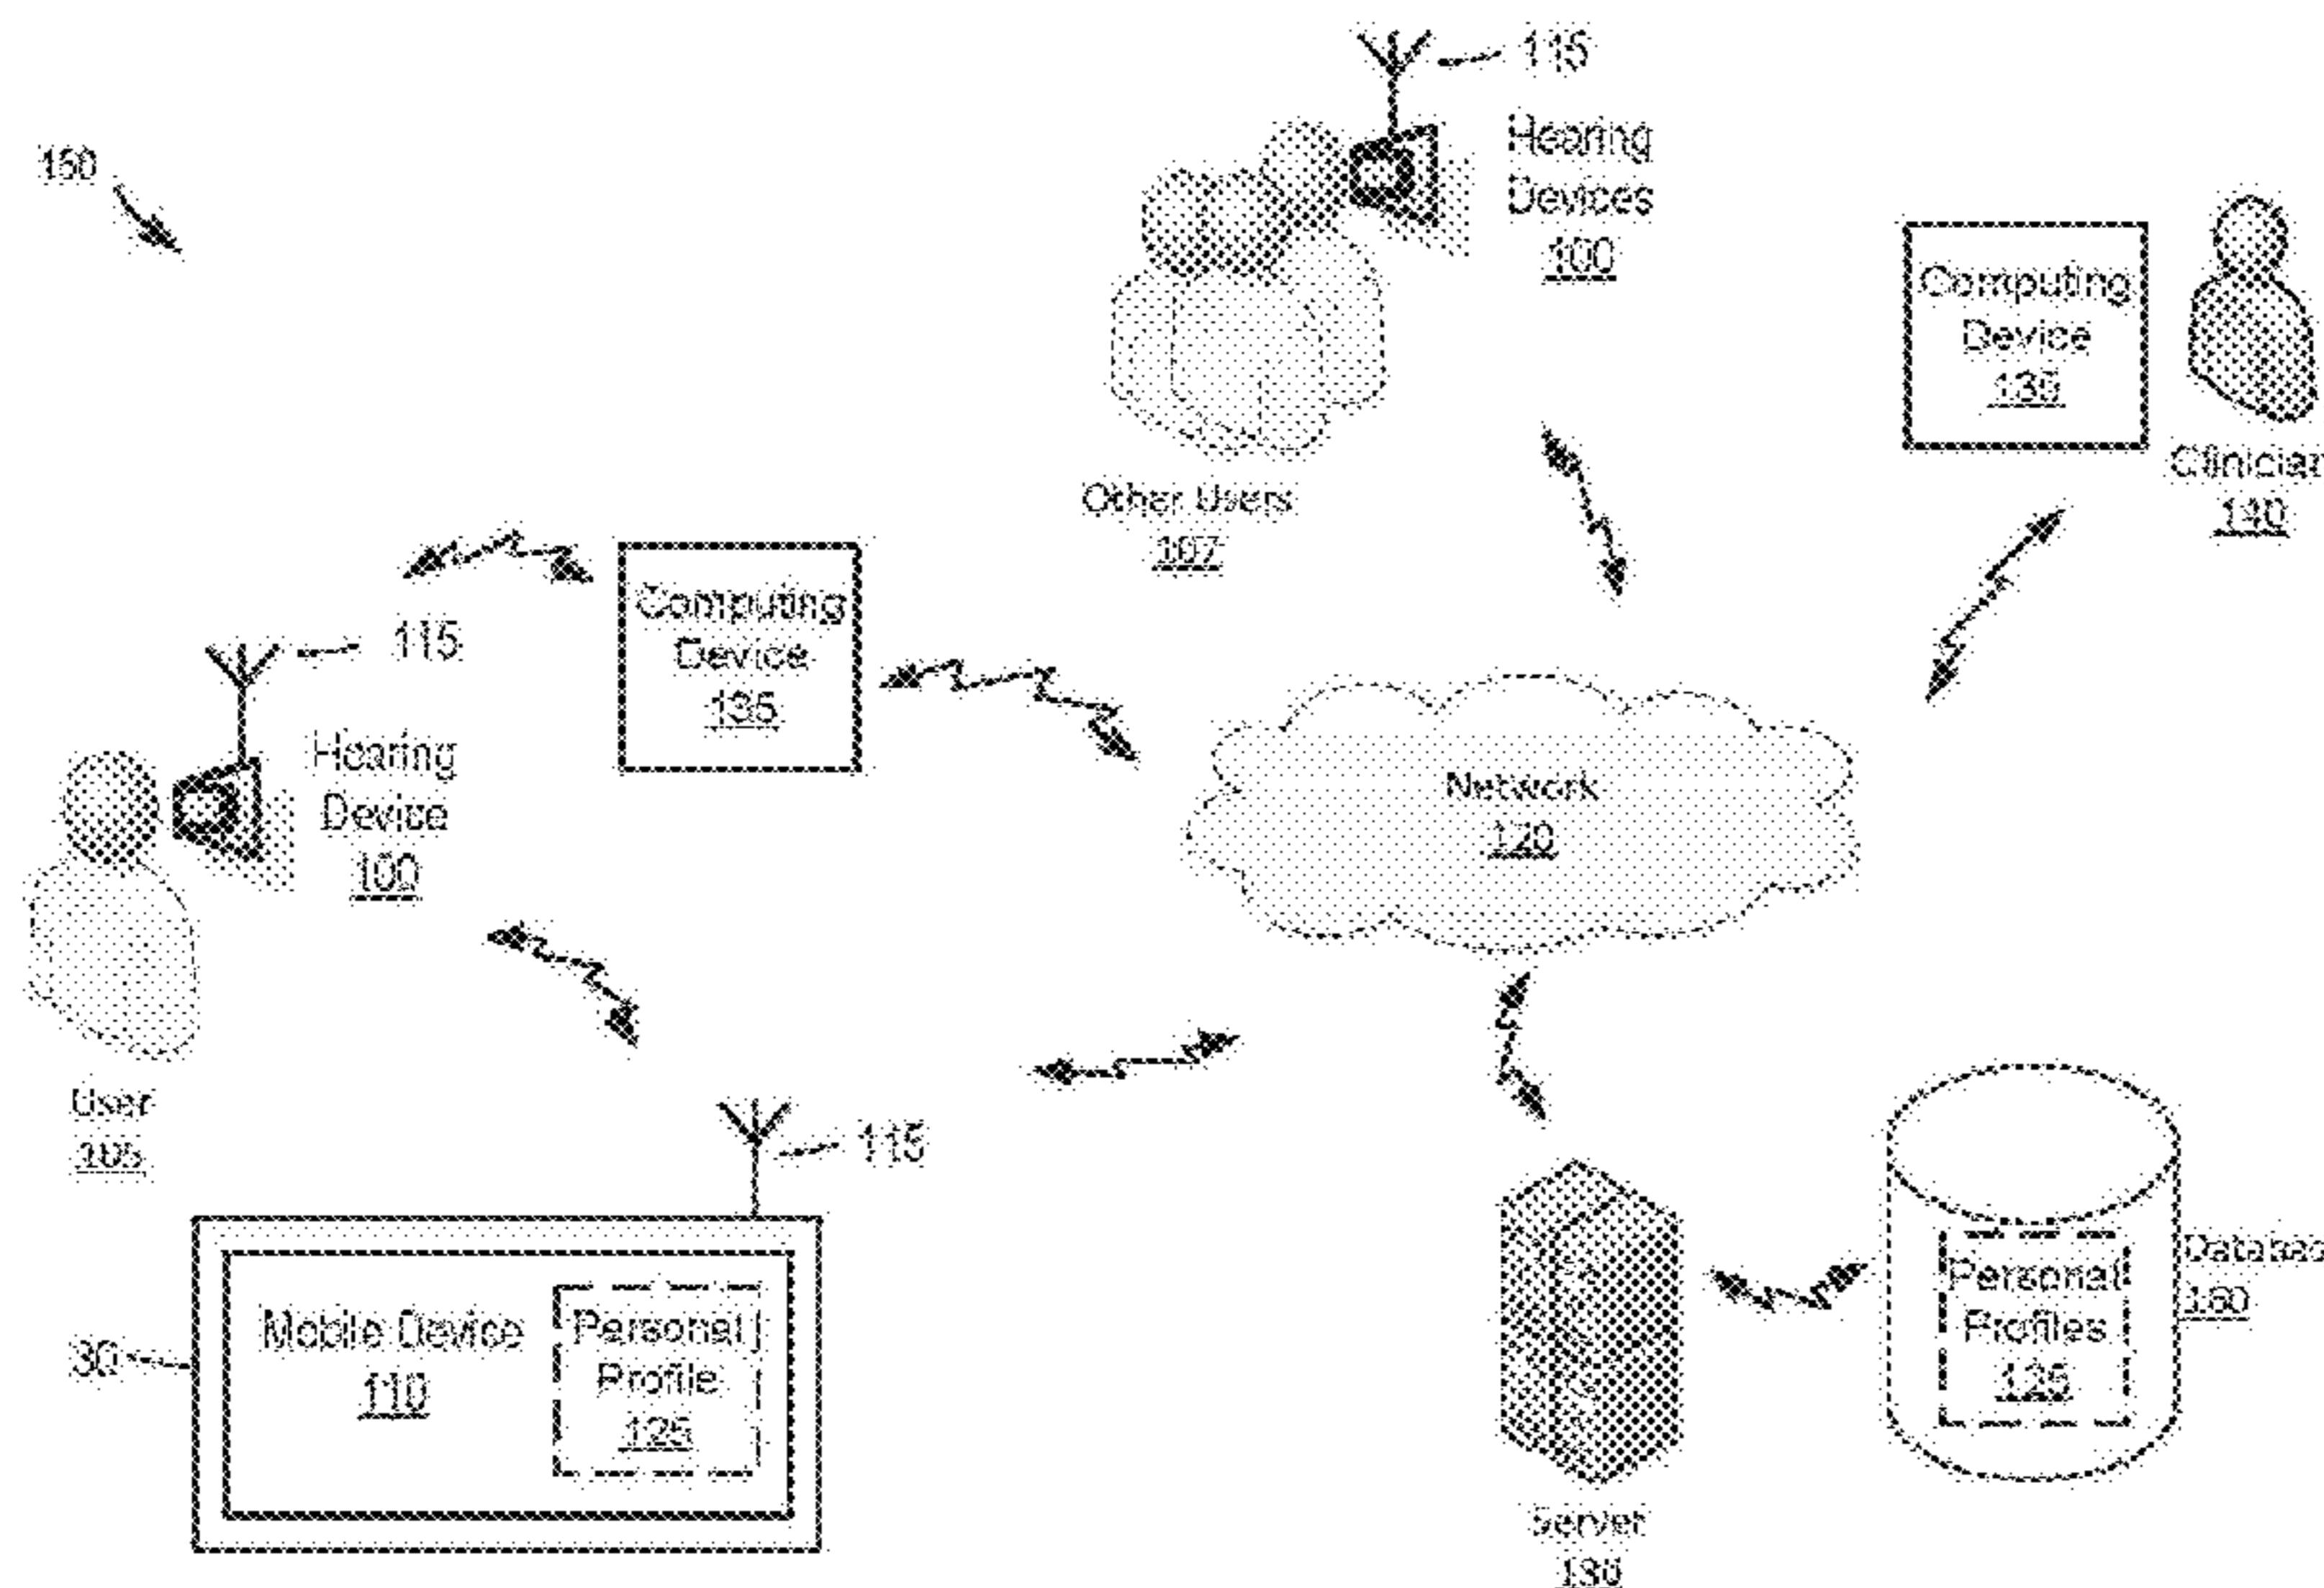 115
Hearing
Devices
100
150
Computing
Device
135
Clinician
140
Other Users
107
Computing
Device
135
115
Hearing
Device
100
Network
120
User
105
115
Mobile Device
110
Personal
Profile
125
30
Personal
Profiles
125
Databas
160
Server
130